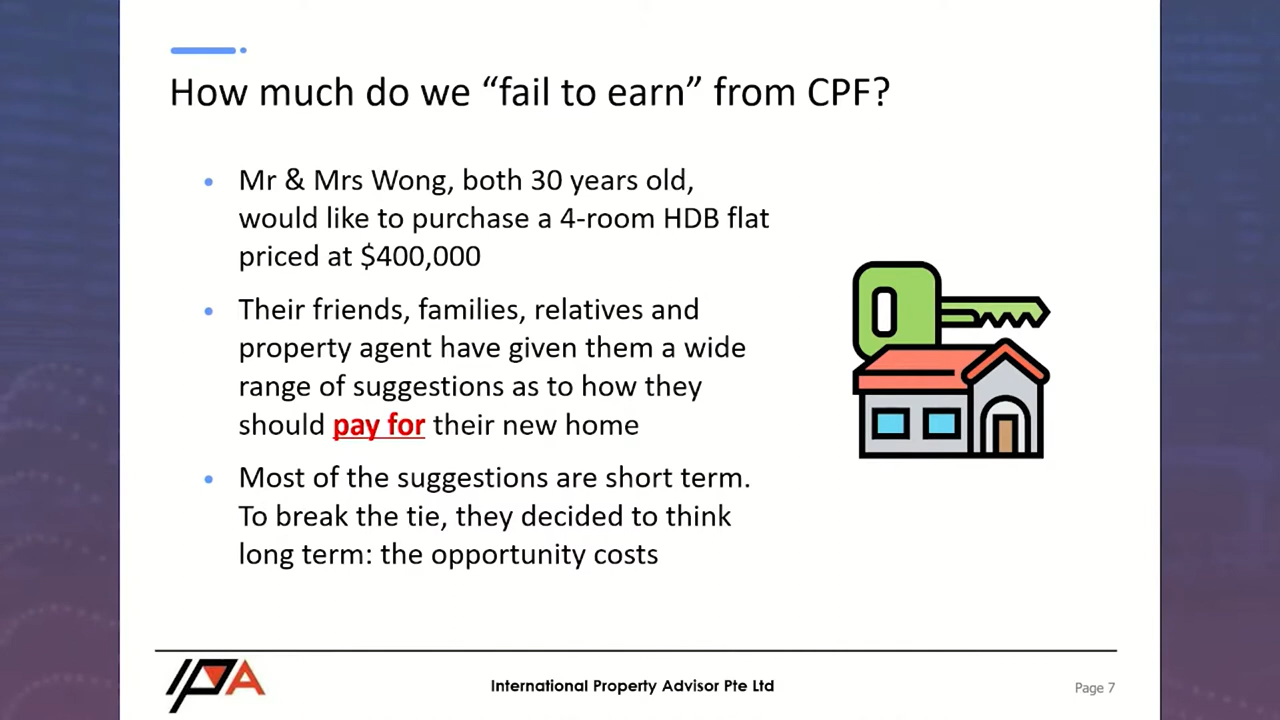 How much do we “fail to earn” from CPF?
• Mr & Mrs Wong, both 30 years old,
would like to purchase a 4-room HDB flat
priced at $400,000
• Their friends, families, relatives and
property agent have given them a wide
range of suggestions as to how they
should pay for their new home
• Most of the suggestions are short term.
To break the tie, they decided to think
long term: the opportunity costs
IPA
International Property Advisor Pte Ltd
Page 7